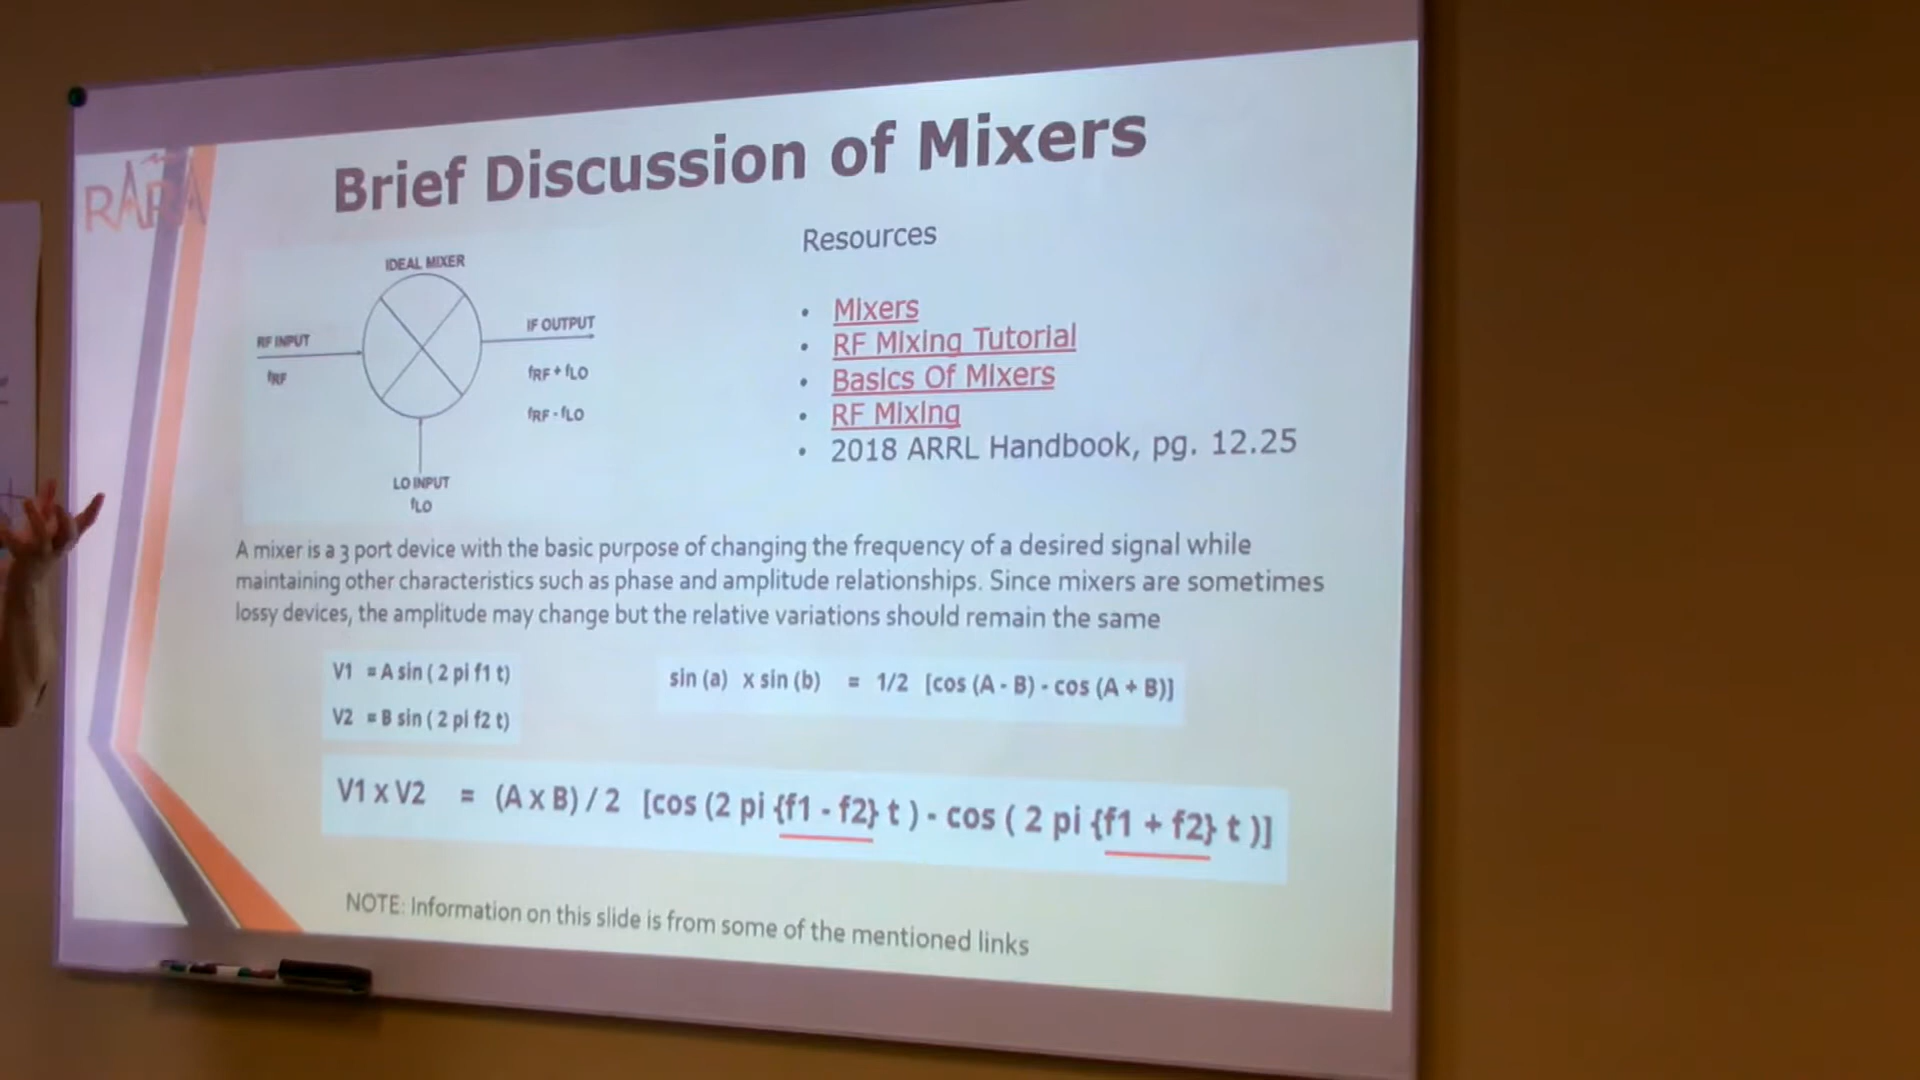 RARA
Brief Discussion of Mixers
IDEAL MIXER
RF INPUT
fRF
IF OUTPUT
fRF + fLO
fRF - fLO
LO INPUT
fLO
Resources
• Mixers
• RF Mixing Tutorial
• Basics Of Mixers
• RF Mixing
• 2018 ARRL Handbook, pg. 12.25
A mixer is a 3 port device with the basic purpose of changing the frequency of a desired signal while
maintaining other characteristics such as phase and amplitude relationships. Since mixers are sometimes
lossy devices, the amplitude may change but the relative variations should remain the same
V1 = A sin ( 2 pi f1 t)
V2 = B sin ( 2 pi f2 t)
sin (a) x sin (b) = 1/2 [cos (A - B) - cos (A + B)]
V1 x V2 = (A x B) / 2 [cos (2 pi {f1 - f2} t ) - cos ( 2 pi {f1 + f2} t )]
NOTE: Information on this slide is from some of the mentioned links